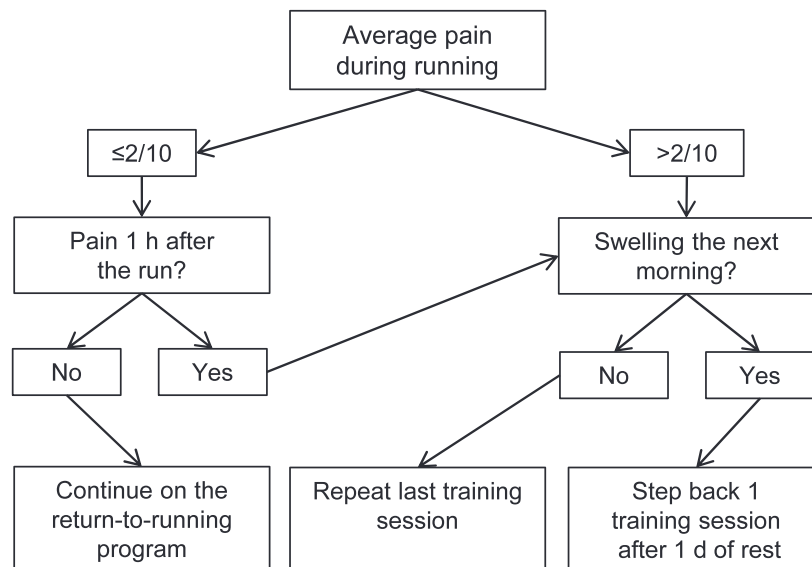 Average pain
during running
≤2/10
>2/10
Pain 1 h after
the run?
Swelling the next
morning?
No
Yes
No
Yes
Continue on the
return-to-running
program
Repeat last training
session
Step back 1
training session
after 1 d of rest